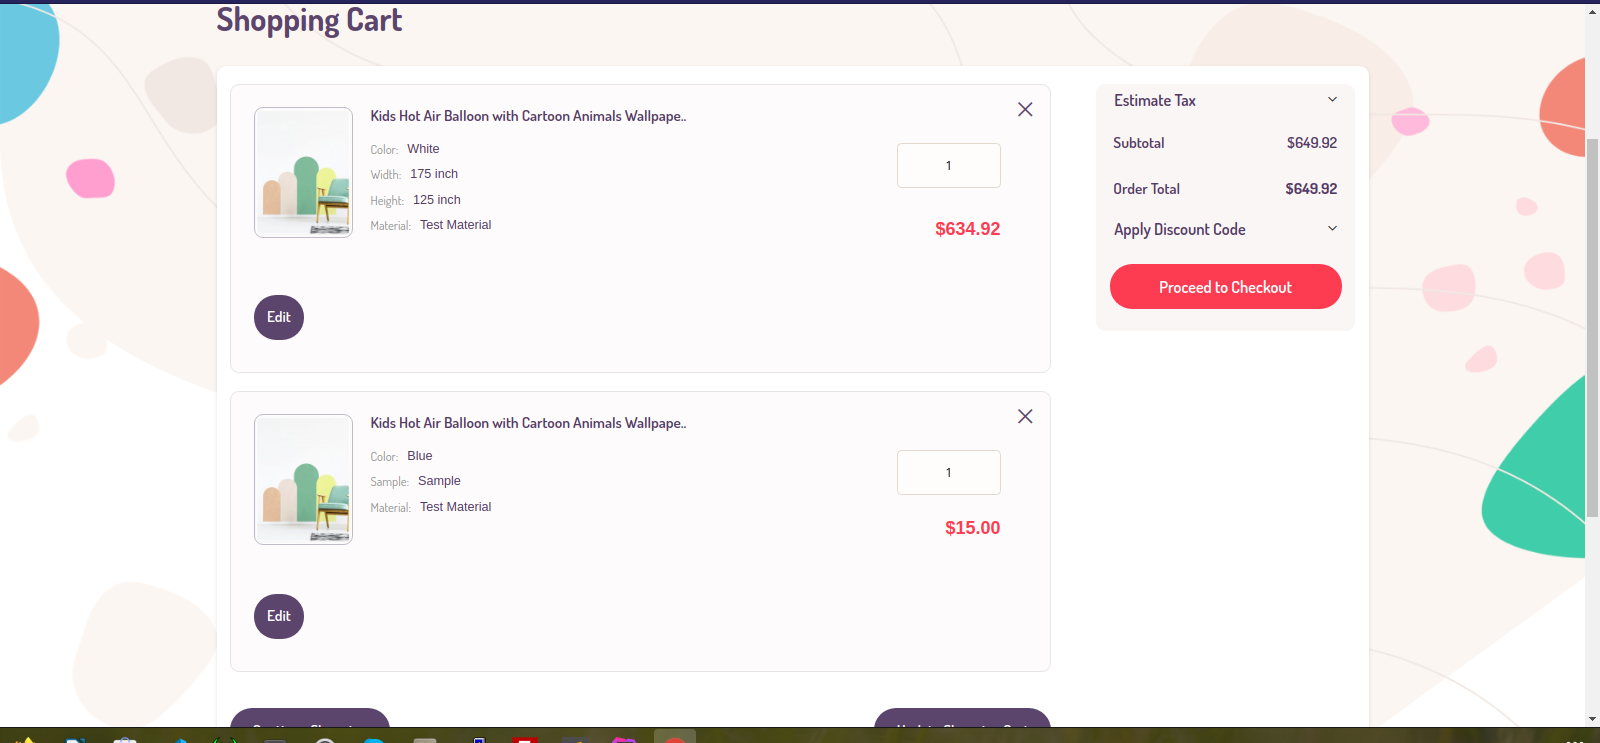 Shopping Cart
Kids Hot Air Balloon with Cartoon Animals Wallpape..
Color: White
Width: 175 inch
Height: 125 inch
Material: Test Material
1
$634.92
Edit
Kids Hot Air Balloon with Cartoon Animals Wallpape..
Color: Blue
Sample: Sample
Material: Test Material
1
$15.00
Edit
Estimate Tax
Subtotal $649.92
Order Total $649.92
Apply Discount Code
Proceed to Checkout